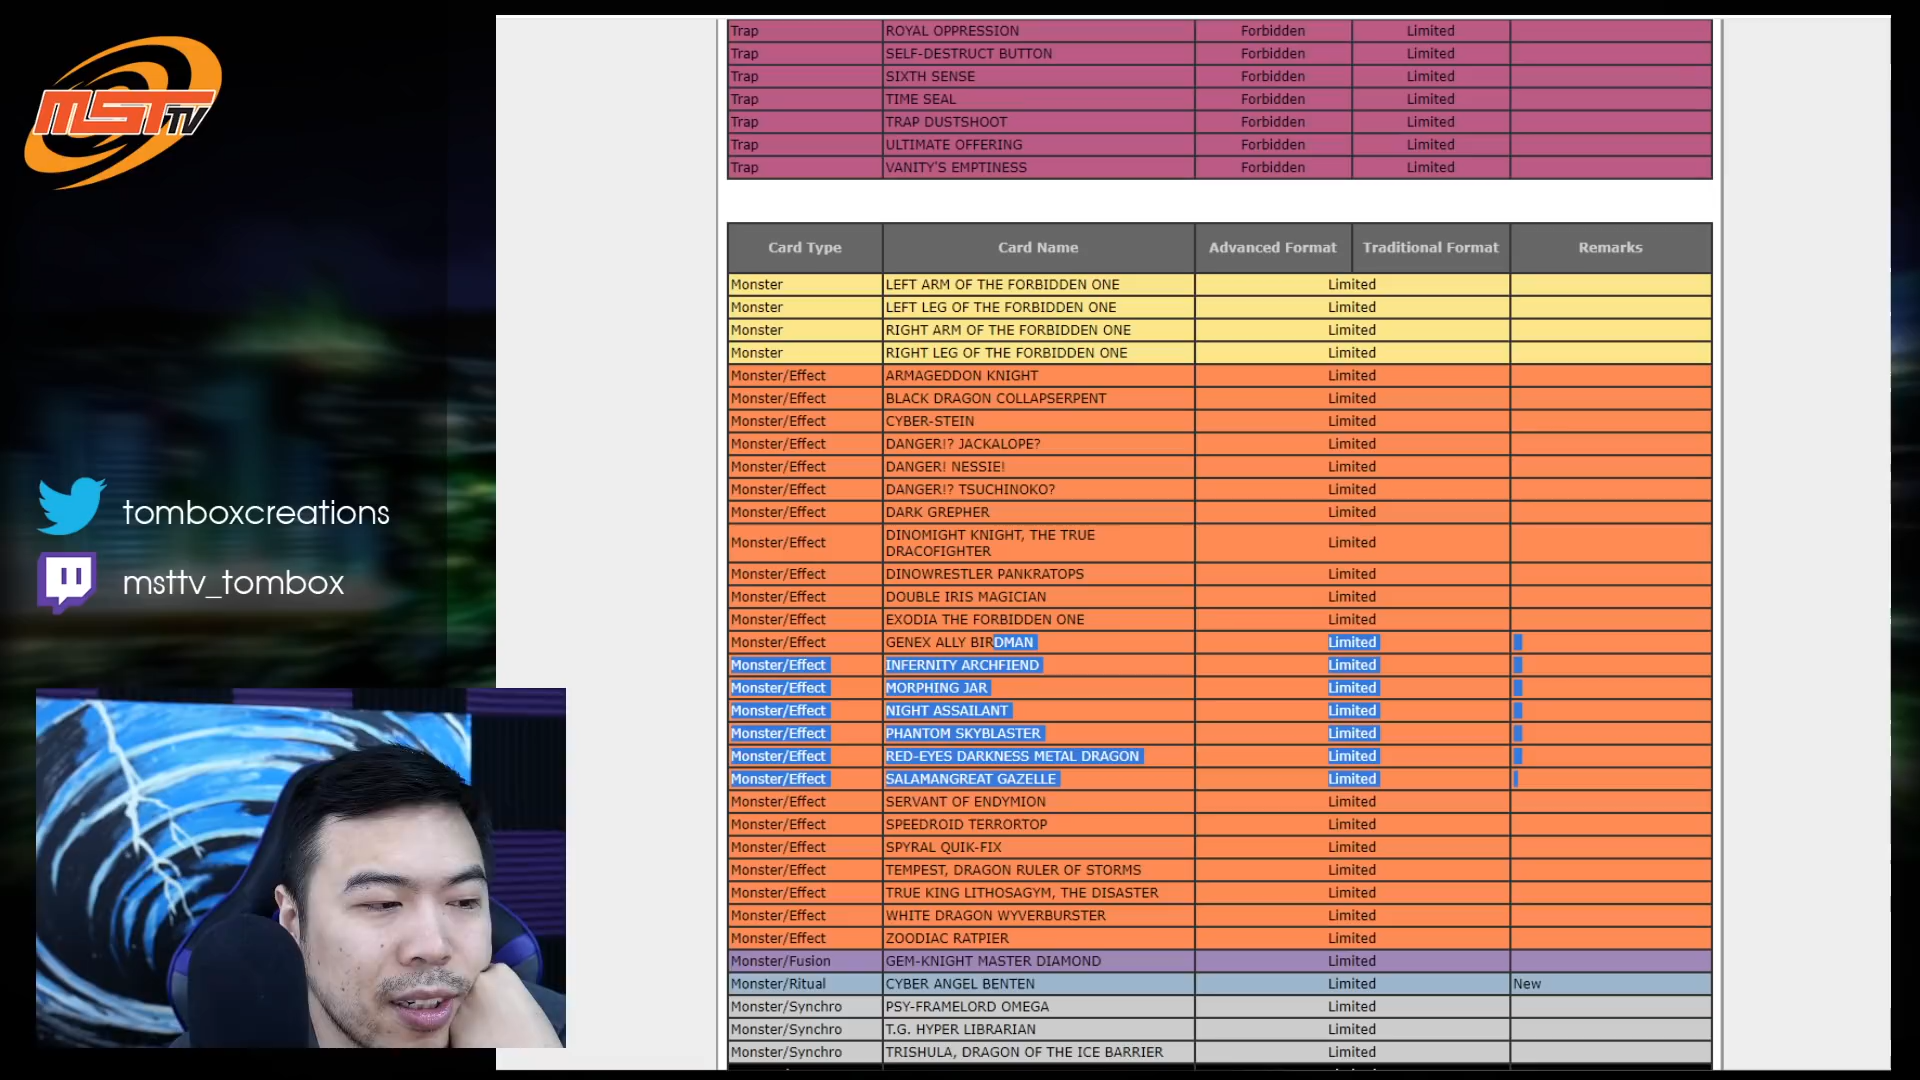 MST TV
tomboxcreations
msttv_tombox
Trap ROYAL OPPRESSION Forbidden Limited
Trap SELF-DESTRUCT BUTTON Forbidden Limited
Trap SIXTH SENSE Forbidden Limited
Trap TIME SEAL Forbidden Limited
Trap TRAP DUSTSHOOT Forbidden Limited
Trap ULTIMATE OFFERING Forbidden Limited
Trap VANITY'S EMPTINESS Forbidden Limited
Card Type Card Name Advanced Format Traditional Format Remarks
Monster LEFT ARM OF THE FORBIDDEN ONE Limited
Monster LEFT LEG OF THE FORBIDDEN ONE Limited
Monster RIGHT ARM OF THE FORBIDDEN ONE Limited
Monster RIGHT LEG OF THE FORBIDDEN ONE Limited
Monster/Effect ARMAGEDDON KNIGHT Limited
Monster/Effect BLACK DRAGON COLLAPSERPENT Limited
Monster/Effect CYBER-STEIN Limited
Monster/Effect DANGER!? JACKALOPE? Limited
Monster/Effect DANGER! NESSIE! Limited
Monster/Effect DANGER!? TSUCHINOKO? Limited
Monster/Effect DARK GREPHER Limited
Monster/Effect DINOMIGHT KNIGHT, THE TRUE
DRACOFIGHTER Limited
Monster/Effect DINOWRESTLER PANKRATOPS Limited
Monster/Effect DOUBLE IRIS MAGICIAN Limited
Monster/Effect EXODIA THE FORBIDDEN ONE Limited
Monster/Effect GENEX ALLY BIRDMAN Limited
Monster/Effect INFERNITY ARCHFIEND Limited
Monster/Effect MORPHING JAR Limited
Monster/Effect NIGHT ASSAILANT Limited
Monster/Effect PHANTOM SKYBLASTER Limited
Monster/Effect RED-EYES DARKNESS METAL DRAGON Limited
Monster/Effect SALAMANGREAT GAZELLE Limited
Monster/Effect SERVANT OF ENDYMION Limited
Monster/Effect SPEEDROID TERRORTOP Limited
Monster/Effect SPYRAL QUIK-FIX Limited
Monster/Effect TEMPEST, DRAGON RULER OF STORMS Limited
Monster/Effect TRUE KING LITHOSAGYM, THE DISASTER Limited
Monster/Effect WHITE DRAGON WYVERBURSTER Limited
Monster/Effect ZOODIAC RATPIER Limited
Monster/Fusion GEM-KNIGHT MASTER DIAMOND Limited
Monster/Ritual CYBER ANGEL BENTEN Limited New
Monster/Synchro PSY-FRAMELORD OMEGA Limited
Monster/Synchro T.G. HYPER LIBRARIAN Limited
Monster/Synchro TRISHULA, DRAGON OF THE ICE BARRIER Limited